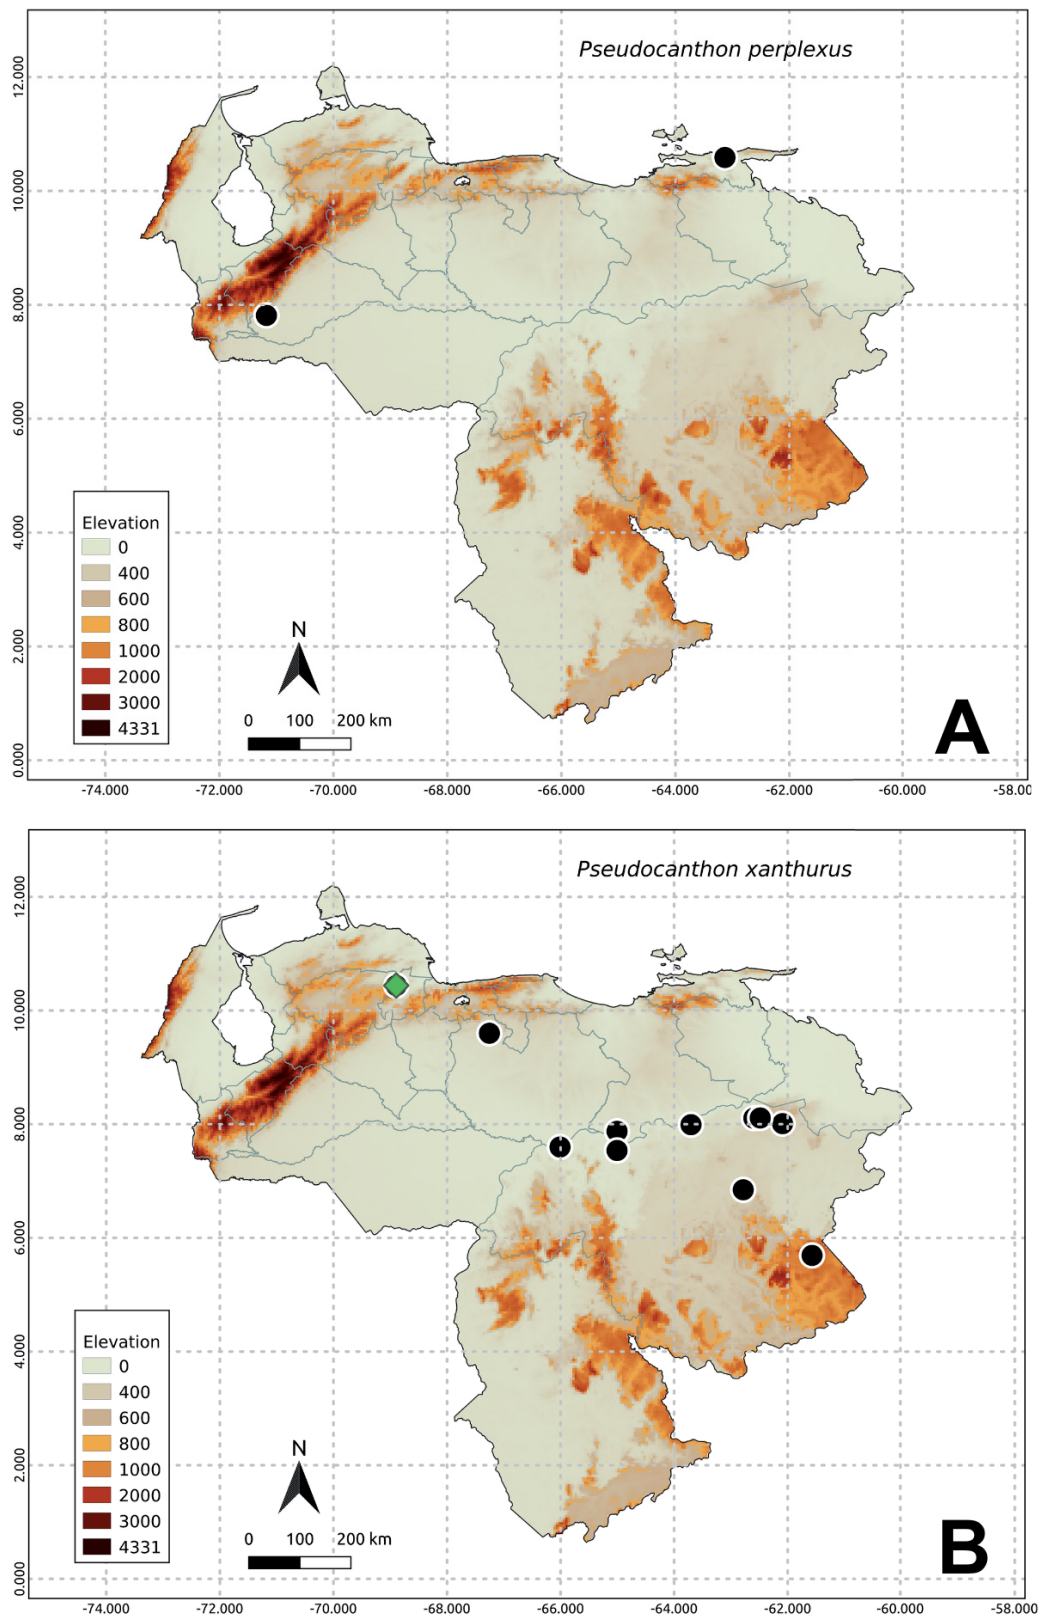 Pseudocanthon perplexus
12.000
10.000
8.000
6.000
4.000
2.000
0.000
Elevation
0
400
600
800
1000
2000
3000
4331
N
0 100 200 km
A
-74.000 -72.000 -70.000 -68.000 -66.000 -64.000 -62.000 -60.000 -58.00
Pseudocanthon xanthurus
12.000
10.000
8.000
6.000
4.000
2.000
0.000
Elevation
0
400
600
800
1000
2000
3000
4331
N
0 100 200 km
B
-74.000 -72.000 -70.000 -68.000 -66.000 -64.000 -62.000 -60.000 -58.000